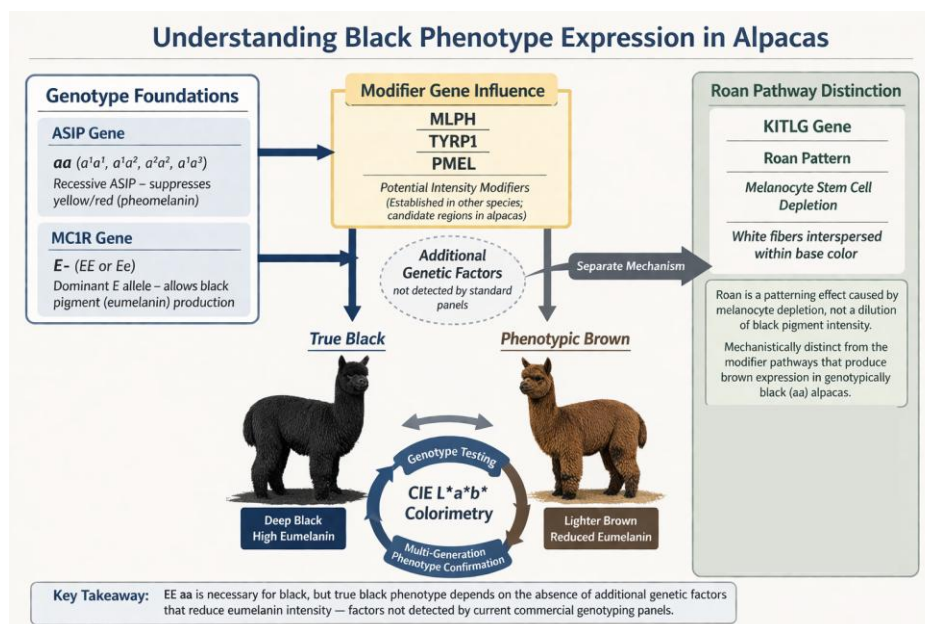 Understanding Black Phenotype Expression in Alpacas
Genotype Foundations
ASIP Gene
aa (a¹a¹, a¹a², a²a², a¹a³)
Recessive ASIP – suppresses
yellow/red (pheomelanin)
MC1R Gene
E- (EE or Ee)
Dominant E allele – allows black
pigment (eumelanin) production
Modifier Gene Influence
MLPH
TYRP1
PMEL
Potential Intensity Modifiers
(Established in other species;
candidate regions in alpacas)
Additional
Genetic Factors
not detected by standard
panels
Separate Mechanism
Roan Pathway Distinction
KITLG Gene
Roan Pattern
Melanocyte Stem Cell
Depletion
White fibers interspersed
within base color
Roan is a patterning effect caused by
melanocyte depletion, not a dilution
of black pigment intensity.
Mechanistically distinct from the
modifier pathways that produce
brown expression in genotypically
black (aa) alpacas.
True Black
Phenotypic Brown
Genotype Testing
CIE L*a*b*
Colorimetry
Multi-Generation
Phenotype Confirmation
Deep Black
High Eumelanin
Lighter Brown
Reduced Eumelanin
Key Takeaway: EE aa is necessary for black, but true black phenotype depends on the absence of additional genetic factors
that reduce eumelanin intensity — factors not detected by current commercial genotyping panels.